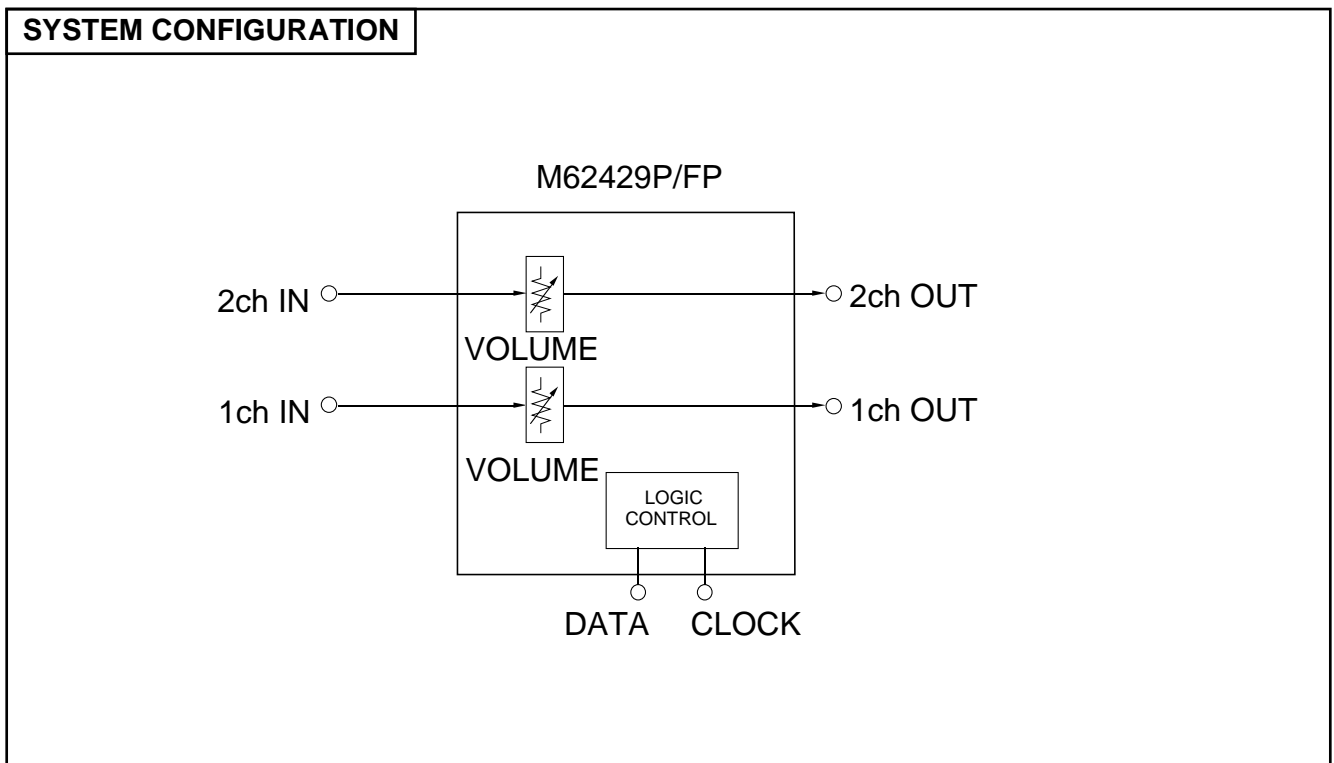 SYSTEM CONFIGURATION
M62429P/FP
2ch IN
2ch OUT
VOLUME
1ch IN
1ch OUT
VOLUME
LOGIC
CONTROL
DATA
CLOCK